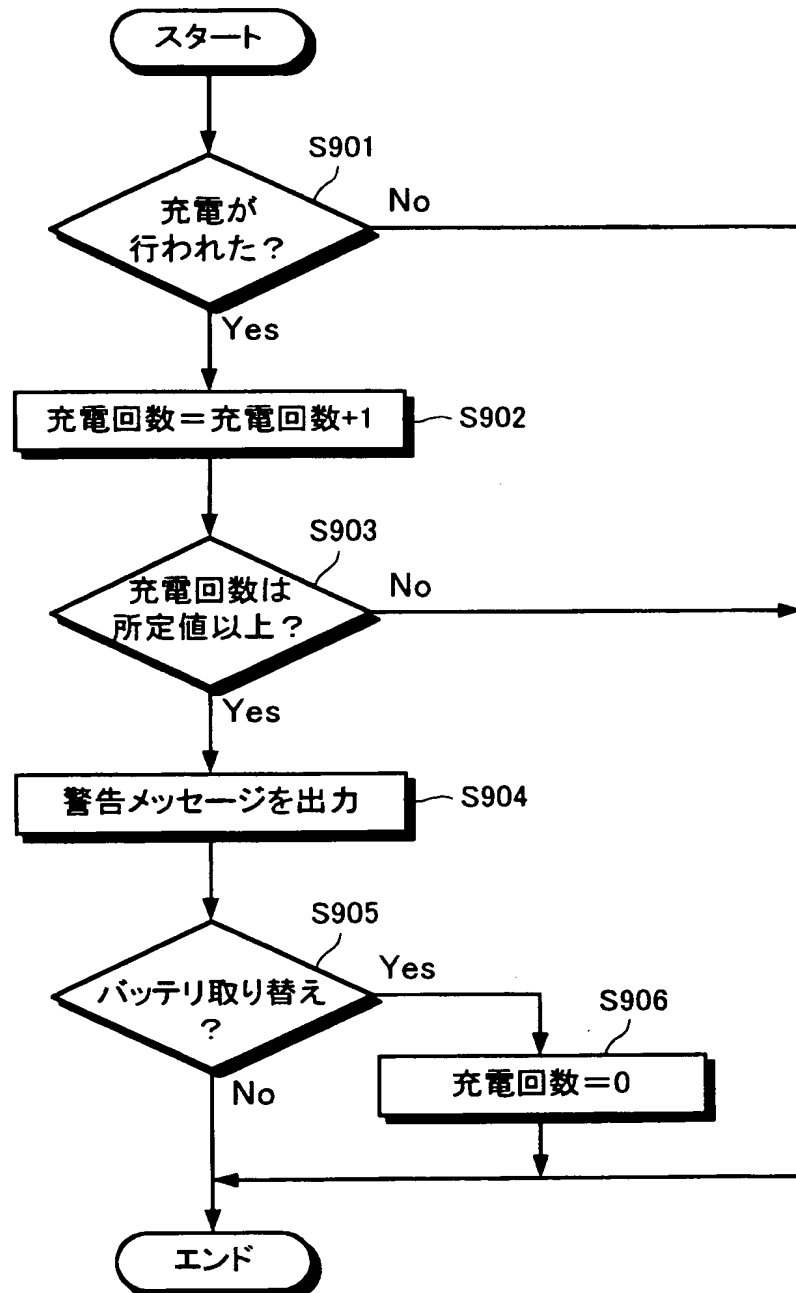 スタート
S901
充電が
行われた？
No
Yes
充電回数＝充電回数+1
S902
S903
充電回数は
所定値以上？
No
Yes
警告メッセージを出力
S904
S905
バッテリ取り替え
？
Yes
No
S906
充電回数＝0
エンド